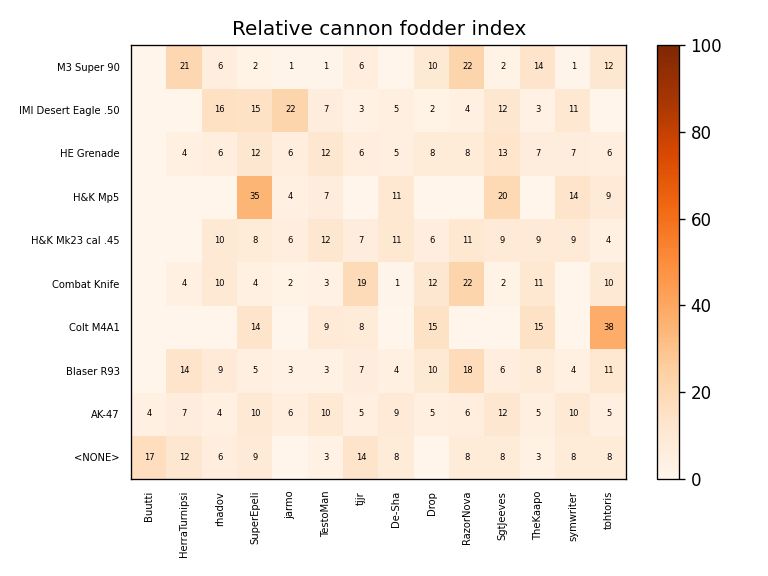 Relative cannon fodder index
M3 Super 90 21 6 2 1 1 6 10 22 2 14 1 12
IMI Desert Eagle .50 16 15 22 7 3 5 2 4 12 3 11
HE Grenade 4 6 12 6 12 6 5 8 8 13 7 7 6
H&K Mp5 35 4 7 11 20 14 9
H&K Mk23 cal .45 10 8 6 12 7 11 6 11 9 9 9 4
Combat Knife 4 10 4 2 3 19 1 12 22 2 11 10
Colt M4A1 14 9 8 15 15 38
Blaser R93 14 9 5 3 3 7 4 10 18 6 8 4 11
AK-47 4 7 4 10 6 10 5 9 5 6 12 5 10 5
<NONE> 17 12 6 9 3 14 8 8 8 3 8 8
Buutti
HerraTurnipsi
rhadov
SuperEpeli
jarmo
TestoMan
tjjr
De-Sha
Drop
RazorNova
SgtJeeves
TheKaapo
symwriter
tohtoris
100
80
60
40
20
0